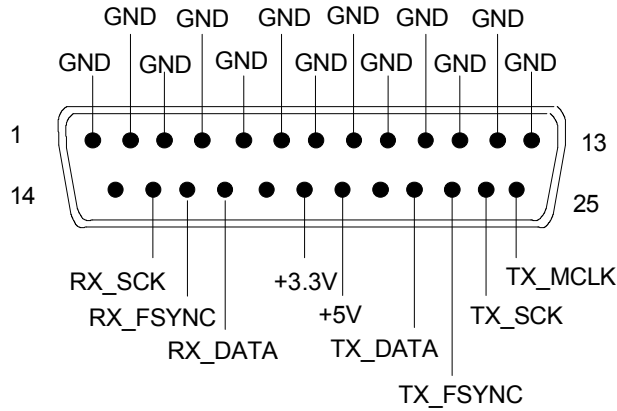 GND GND GND GND GND GND
GND GND GND GND GND GND GND
1 13
14 25
RX_SCK +3.3V TX_MCLK
RX_FSYNC +5V TX_SCK
RX_DATA TX_DATA
TX_FSYNC